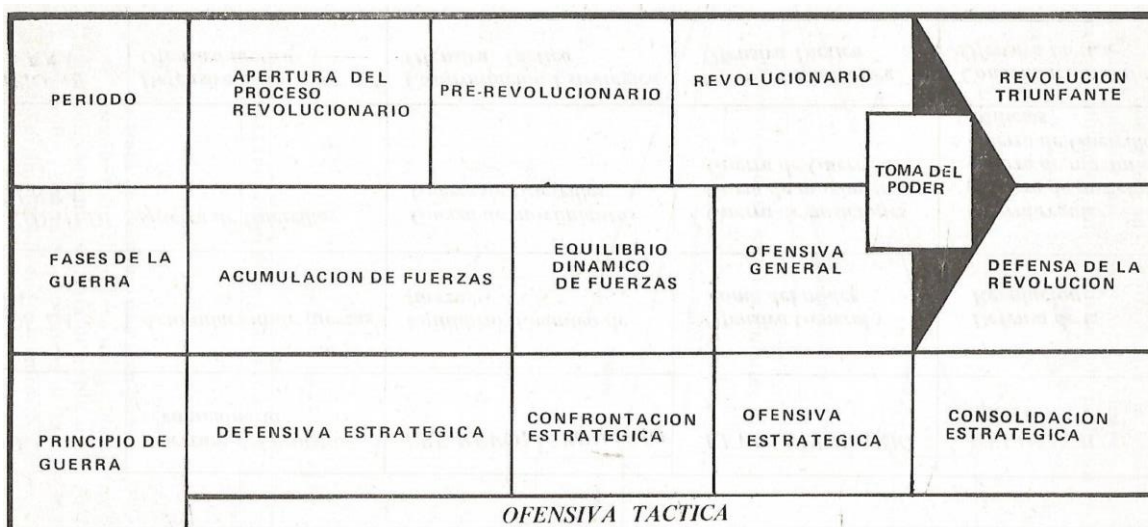 PERIODO
APERTURA DEL
PROCESO
REVOLUCIONARIO
PRE-REVOLUCIONARIO
REVOLUCIONARIO
REVOLUCION
TRIUNFANTE
TOMA DEL
PODER
FASES DE LA
GUERRA
ACUMULACION DE FUERZAS
EQUILIBRIO
DINAMICO
DE FUERZAS
OFENSIVA
GENERAL
DEFENSA DE LA
REVOLUCION
PRINCIPIO DE
GUERRA
DEFENSIVA ESTRATEGICA
CONFRONTACION
ESTRATEGICA
OFENSIVA
ESTRATEGICA
CONSOLIDACION
ESTRATEGICA
OFENSIVA TACTICA